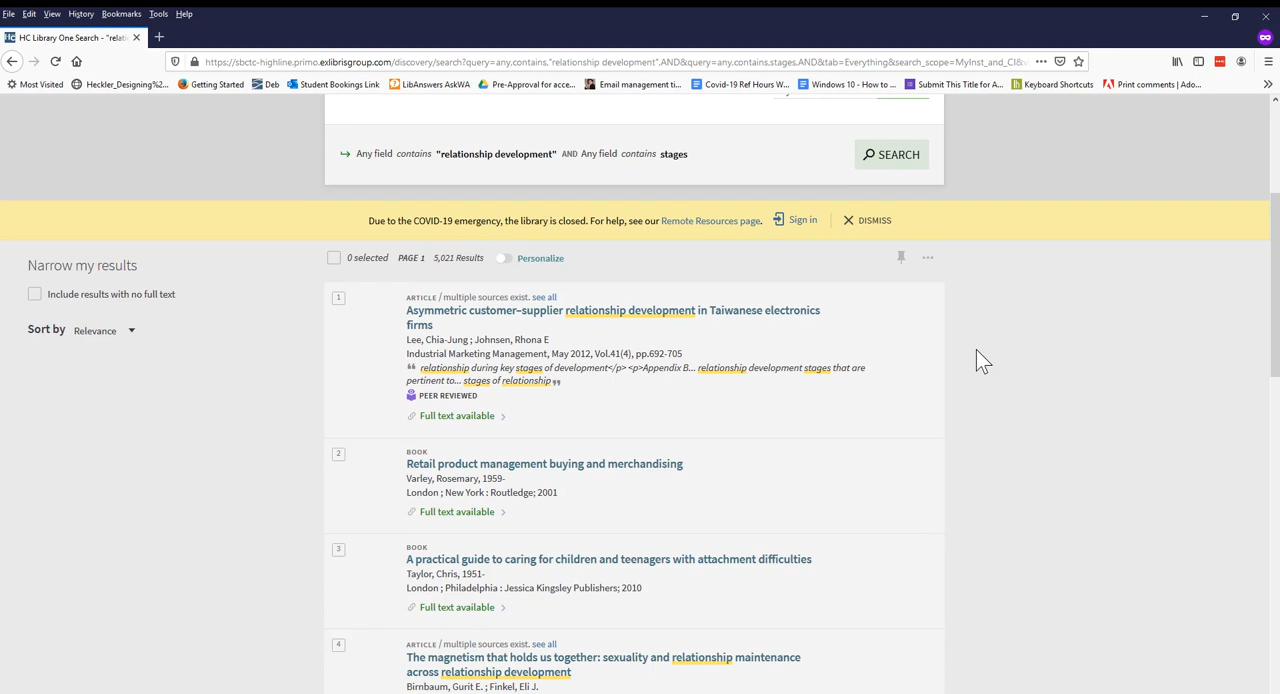 File Edit View History Bookmarks Tools Help
HC Library One Search - "relati
https://sbctc-highline.primo.exlibrisgroup.com/discovery/search?query=any,contains,"relationship development",AND&query=any,contains,stages,AND&tab=Everything&search_scope=MyInst_and_CI&v
Most Visited Heckler_Designing%2... Getting Started Deb Student Bookings Link LibAnswers AskWA Pre-Approval for acce... Email management ti... Covid-19 Ref Hours W... Windows 10 - How to ... Submit This Title for A... Keyboard Shortcuts Print comments | Ado...
Any field contains "relationship development" AND Any field contains stages
SEARCH
Due to the COVID-19 emergency, the library is closed. For help, see our Remote Resources page. Sign in DISMISS
Narrow my results
Include results with no full text
Sort by Relevance
0 selected PAGE 1 5,021 Results Personalize
1
ARTICLE / multiple sources exist. see all
Asymmetric customer–supplier relationship development in Taiwanese electronics
firms
Lee, Chia-Jung ; Johnsen, Rhona E
Industrial Marketing Management, May 2012, Vol.41(4), pp.692-705
❝ relationship during key stages of development</p> <p>Appendix B... relationship development stages that are
pertinent to... stages of relationship ❞
PEER REVIEWED
Full text available
2
BOOK
Retail product management buying and merchandising
Varley, Rosemary, 1959-
London ; New York : Routledge; 2001
Full text available
3
BOOK
A practical guide to caring for children and teenagers with attachment difficulties
Taylor, Chris, 1951-
London ; Philadelphia : Jessica Kingsley Publishers; 2010
Full text available
4
ARTICLE / multiple sources exist. see all
The magnetism that holds us together: sexuality and relationship maintenance
across relationship development
Birnbaum, Gurit E. ; Finkel, Eli J.